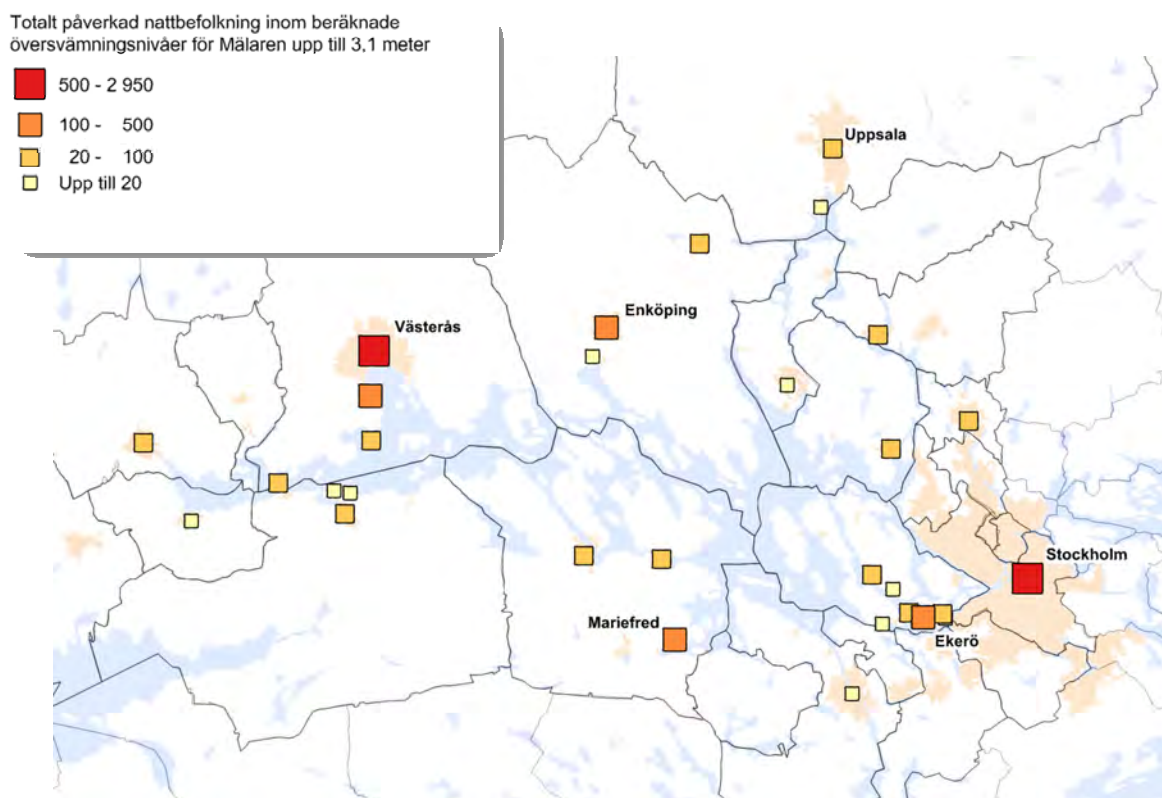 Totalt påverkad nattbefolkning inom beräknade
översvämningsnivåer för Mälaren upp till 3,1 meter
500 - 2 950
100 - 500
20 - 100
Upp till 20
Uppsala
Enköping
Västerås
Stockholm
Mariefred
Ekerö